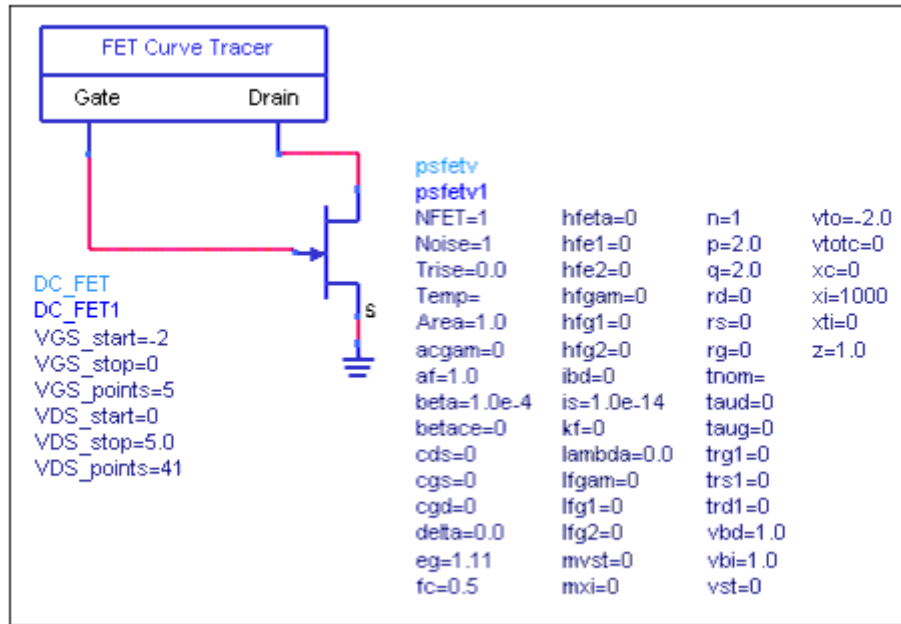 FET Curve Tracer
Gate Drain
DC_FET
DC_FET1
VGS_start=-2
VGS_stop=0
VGS_points=5
VDS_start=0
VDS_stop=5.0
VDS_points=41
S
psfetv
psfetv1
NFET=1 hfeta=0 n=1 vto=-2.0
Noise=1 hfe1=0 p=2.0 vtotc=0
Trise=0.0 hfe2=0 q=2.0 xc=0
Temp= hfgam=0 rd=0 xi=1000
Area=1.0 hfg1=0 rs=0 xti=0
acgam=0 hfg2=0 rg=0 z=1.0
af=1.0 ibd=0 tnom=
beta=1.0e-4 is=1.0e-14 taud=0
betace=0 kf=0 taug=0
cds=0 lambda=0.0 trg1=0
cgs=0 lfgam=0 trs1=0
cgd=0 lfg1=0 trd1=0
delta=0.0 lfg2=0 vbd=1.0
eg=1.11 mvst=0 vbi=1.0
fc=0.5 mxi=0 vst=0